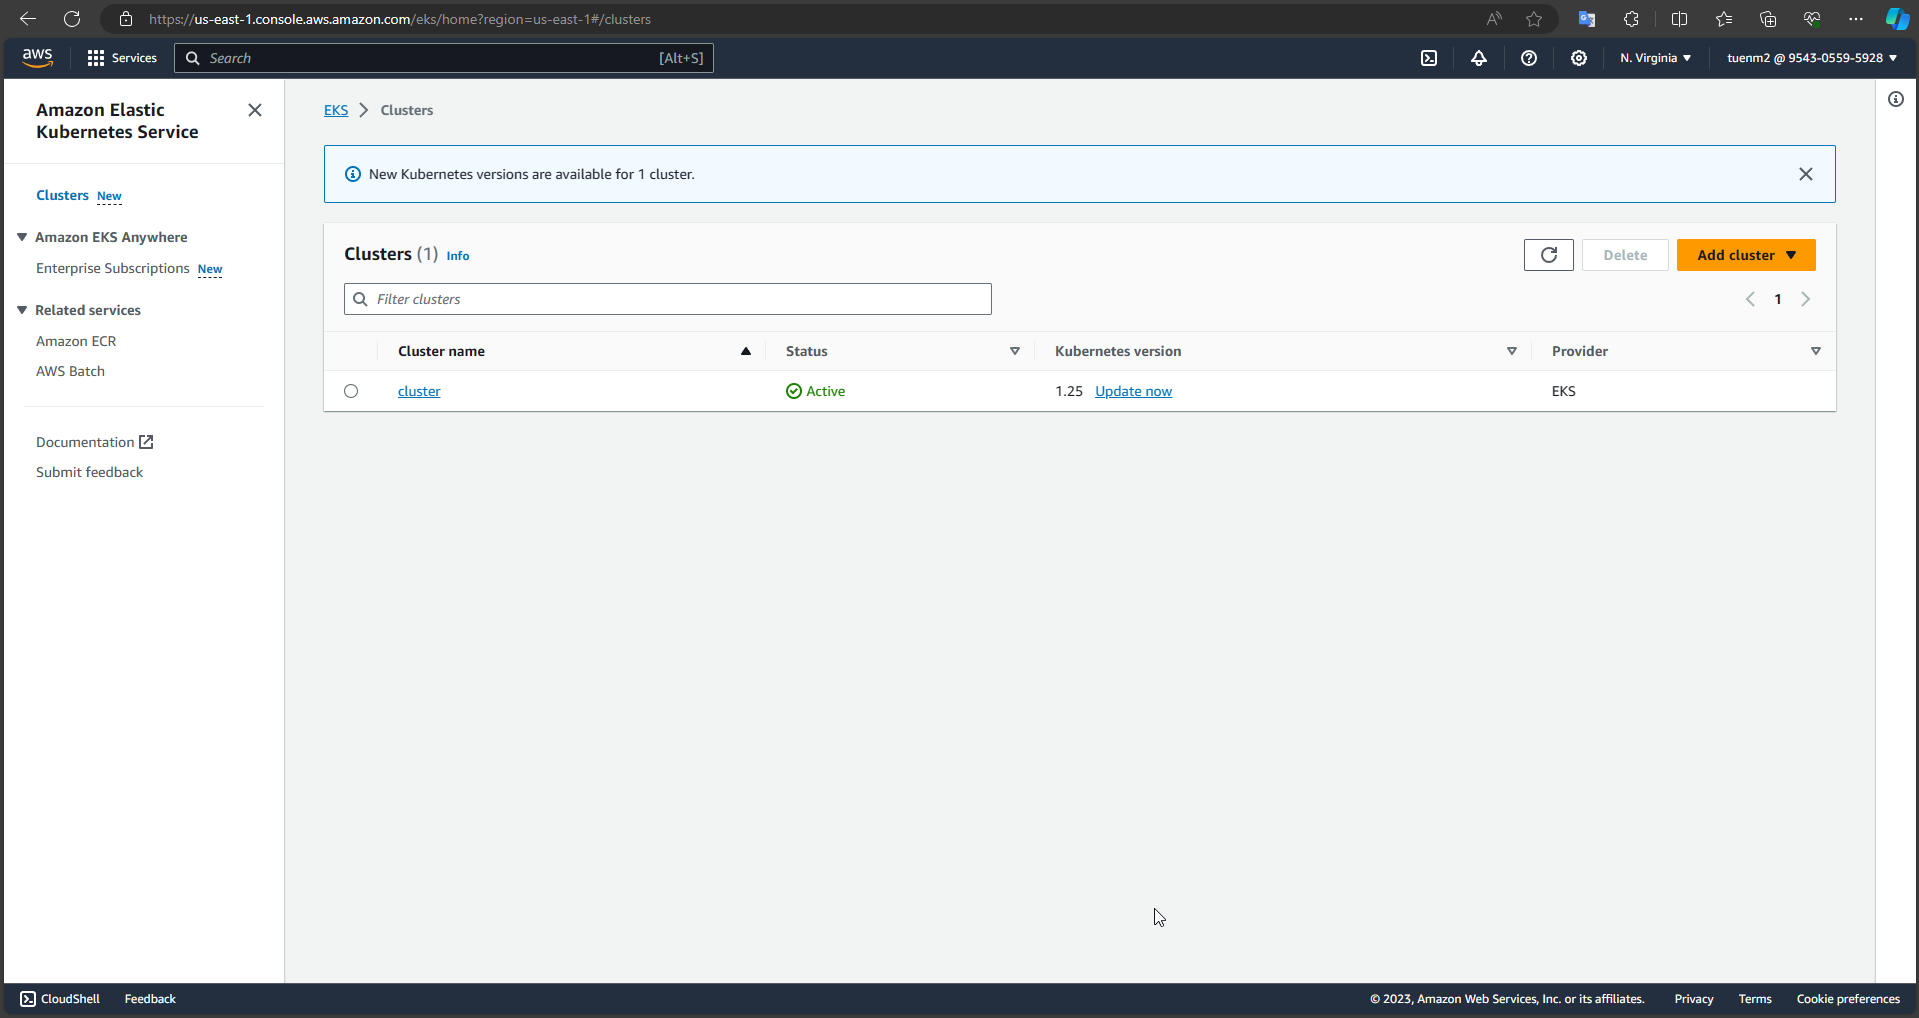 https://us-east-1.console.aws.amazon.com/eks/home?region=us-east-1#/clusters
aws
Services
Search
[Alt+S]
N. Virginia
tuenm2 @ 9543-0559-5928
Amazon Elastic
Kubernetes Service
Clusters New
Amazon EKS Anywhere
Enterprise Subscriptions New
Related services
Amazon ECR
AWS Batch
Documentation
Submit feedback
EKS
Clusters
New Kubernetes versions are available for 1 cluster.
Clusters (1) Info
Delete
Add cluster
Filter clusters
1
Cluster name
Status
Kubernetes version
Provider
cluster
Active
1.25 Update now
EKS
CloudShell
Feedback
© 2023, Amazon Web Services, Inc. or its affiliates.
Privacy
Terms
Cookie preferences